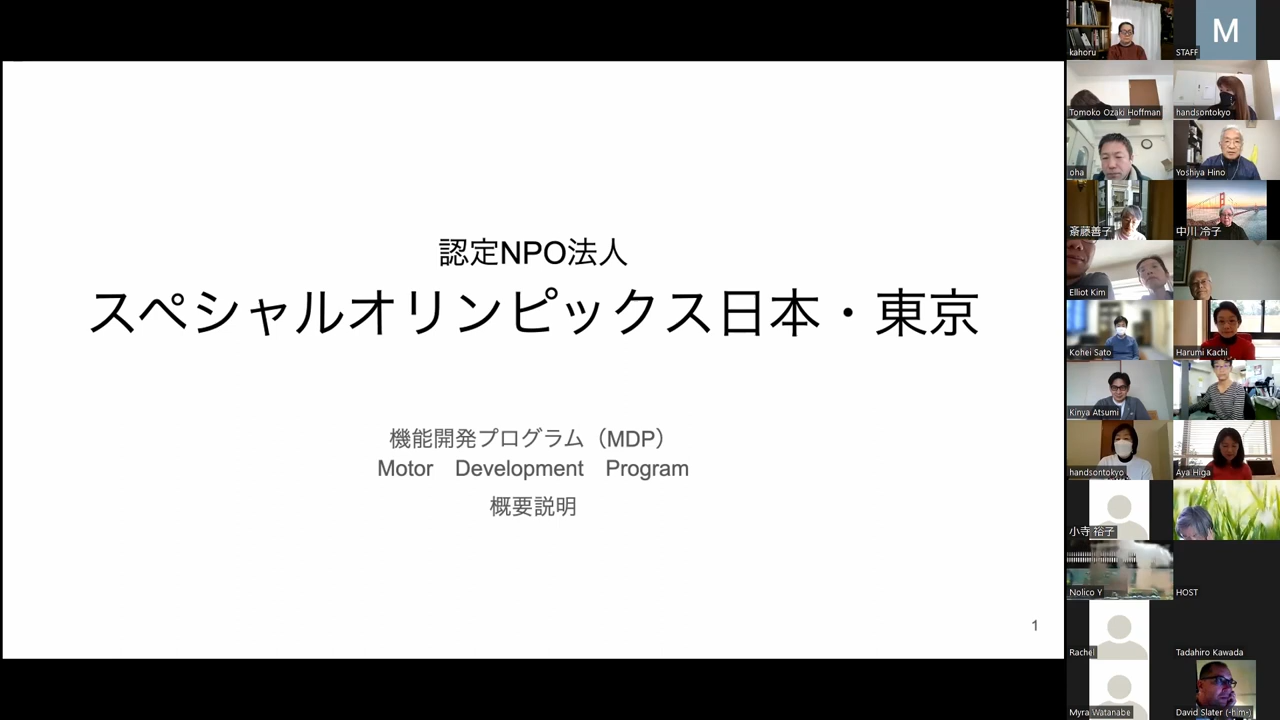 認定NPO法人
スペシャルオリンピックス日本・東京
機能開発プログラム（MDP）
Motor Development Program
概要説明
1
kahoru
M
STAFF
Tomoko Ozaki Hoffman
handsontokyo
oha
Yoshiya Hino
斎藤善子
中川 冷子
Elliot Kim
Kohei Sato
Harumi Kachi
Kinya Atsumi
handsontokyo
Aya Higa
小寺 裕子
Nolico Y
HOST
Rachel
Tadahiro Kawada
Myra Watanabe
David Slater (-him-)